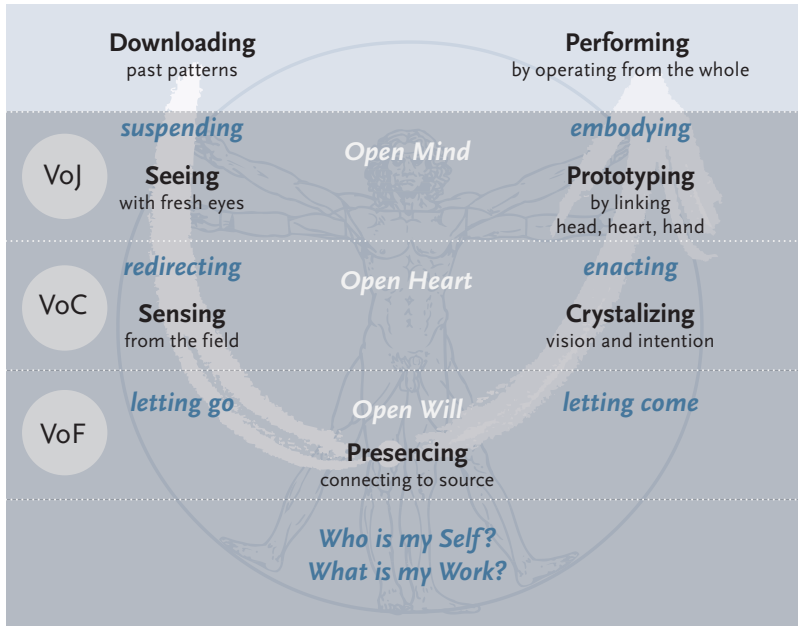 Downloading
past patterns
Performing
by operating from the whole
suspending
Open Mind
embodying
VoJ
Seeing
with fresh eyes
Prototyping
by linking
head, heart, hand
redirecting
Open Heart
enacting
VoC
Sensing
from the field
Crystalizing
vision and intention
letting go
Open Will
letting come
VoF
Presencing
connecting to source
Who is my Self?
What is my Work?